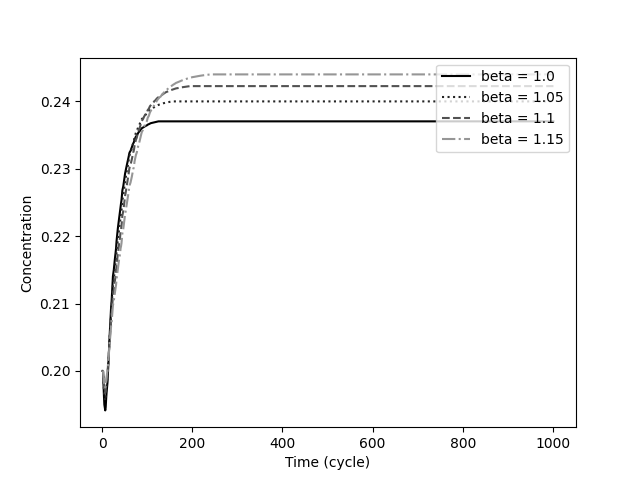 beta = 1.0
beta = 1.05
beta = 1.1
beta = 1.15
0.24
0.23
0.22
0.21
0.20
Concentration
0 200 400 600 800 1000
Time (cycle)